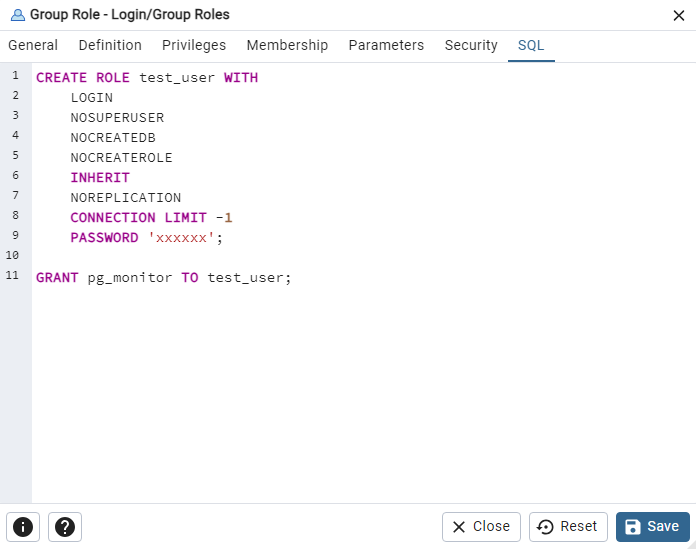 Group Role - Login/Group Roles
General Definition Privileges Membership Parameters Security SQL
1 CREATE ROLE test_user WITH
2 LOGIN
3 NOSUPERUSER
4 NOCREATEDB
5 NOCREATEROLE
6 INHERIT
7 NOREPLICATION
8 CONNECTION LIMIT -1
9 PASSWORD 'xxxxxx';
10
11 GRANT pg_monitor TO test_user;
Close Reset Save